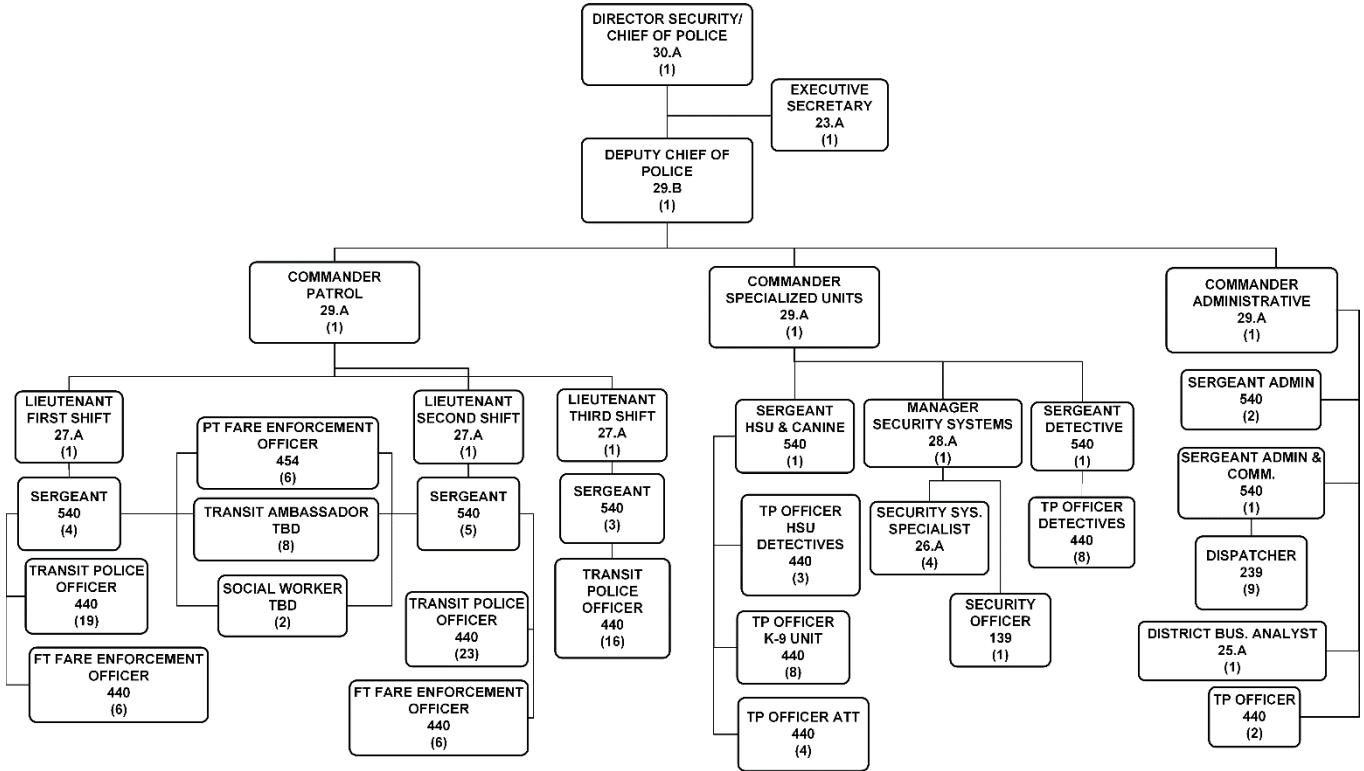 DIRECTOR SECURITY/
CHIEF OF POLICE
30.A
(1)
EXECUTIVE
SECRETARY
23.A
(1)
DEPUTY CHIEF OF
POLICE
29.B
(1)
COMMANDER
PATROL
29.A
(1)
COMMANDER
SPECIALIZED UNITS
29.A
(1)
COMMANDER
ADMINISTRATIVE
29.A
(1)
LIEUTENANT
FIRST SHIFT
27.A
(1)
SERGEANT
540
(4)
TRANSIT POLICE
OFFICER
440
(19)
FT FARE ENFORCEMENT
OFFICER
440
(6)
PT FARE ENFORCEMENT
OFFICER
454
(6)
TRANSIT AMBASSADOR
TBD
(8)
SOCIAL WORKER
TBD
(2)
LIEUTENANT
SECOND SHIFT
27.A
(1)
SERGEANT
540
(5)
TRANSIT POLICE
OFFICER
440
(23)
FT FARE ENFORCEMENT
OFFICER
440
(6)
LIEUTENANT
THIRD SHIFT
27.A
(1)
SERGEANT
540
(3)
TRANSIT
POLICE
OFFICER
440
(16)
SERGEANT
HSU & CANINE
540
(1)
TP OFFICER
HSU
DETECTIVES
440
(3)
TP OFFICER
K-9 UNIT
440
(8)
TP OFFICER ATT
440
(4)
MANAGER
SECURITY SYSTEMS
28.A
(1)
SECURITY SYS.
SPECIALIST
26.A
(4)
SECURITY
OFFICER
139
(1)
SERGEANT
DETECTIVE
540
(1)
TP OFFICER
DETECTIVES
440
(8)
SERGEANT ADMIN
540
(2)
SERGEANT ADMIN &
COMM.
540
(1)
DISPATCHER
239
(9)
DISTRICT BUS. ANALYST
25.A
(1)
TP OFFICER
440
(2)